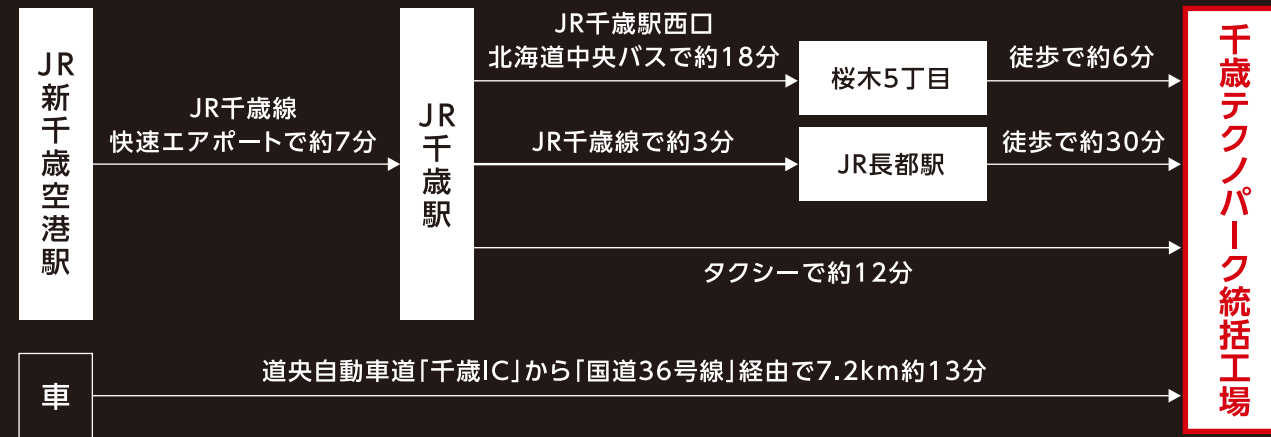 JR新千歳空港駅
JR千歳線
快速エアポートで約7分
JR千歳駅
JR千歳駅西口
北海道中央バスで約18分
桜木5丁目
徒歩で約6分
JR千歳線で約3分
JR長都駅
徒歩で約30分
タクシーで約12分
千歳テクノパーク統括工場
車
道央自動車道「千歳IC」から「国道36号線」経由で7.2km約13分